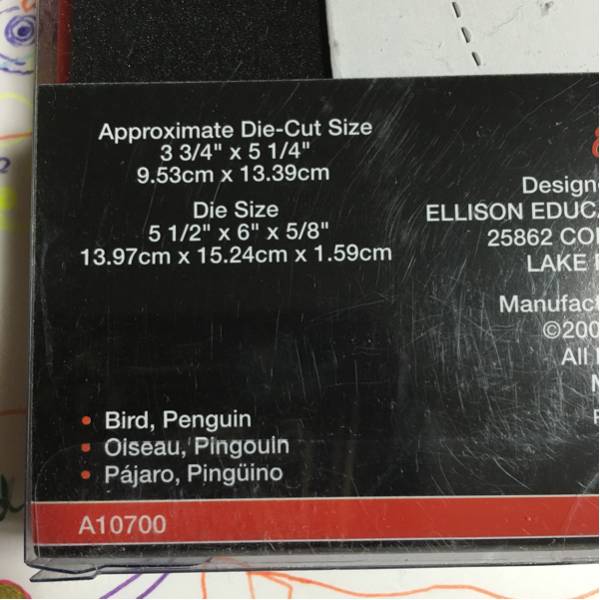 Approximate Die-Cut Size
3 3/4" x 5 1/4"
9.53cm x 13.39cm
Die Size
5 1/2" x 6" x 5/8"
13.97cm x 15.24cm x 1.59cm
Design
ELLISON EDUC
25862 CO
LAKE
Manufact
©200
All
• Bird, Penguin
• Oiseau, Pingouin
• Pájaro, Pingüino
A10700